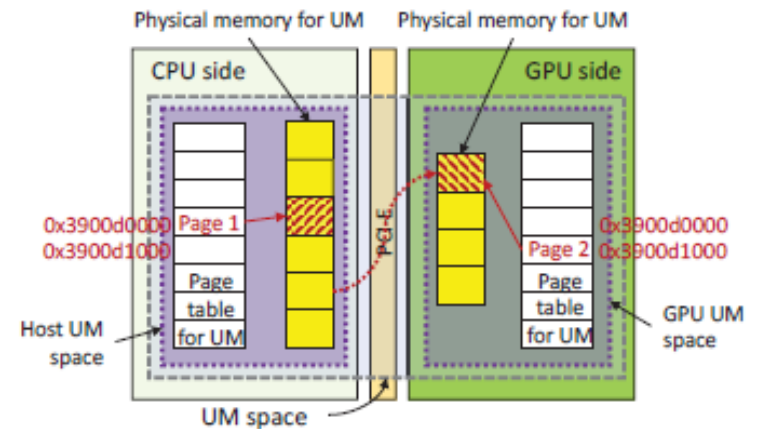 Physical memory for UM
Physical memory for UM
CPU side
GPU side
0x3900d0000
Page 1
0x3900d1000
PCI-E
0x3900d0000
Page 2
0x3900d1000
Page
table
for UM
Page
table
for UM
Host UM
space
GPU UM
space
UM space